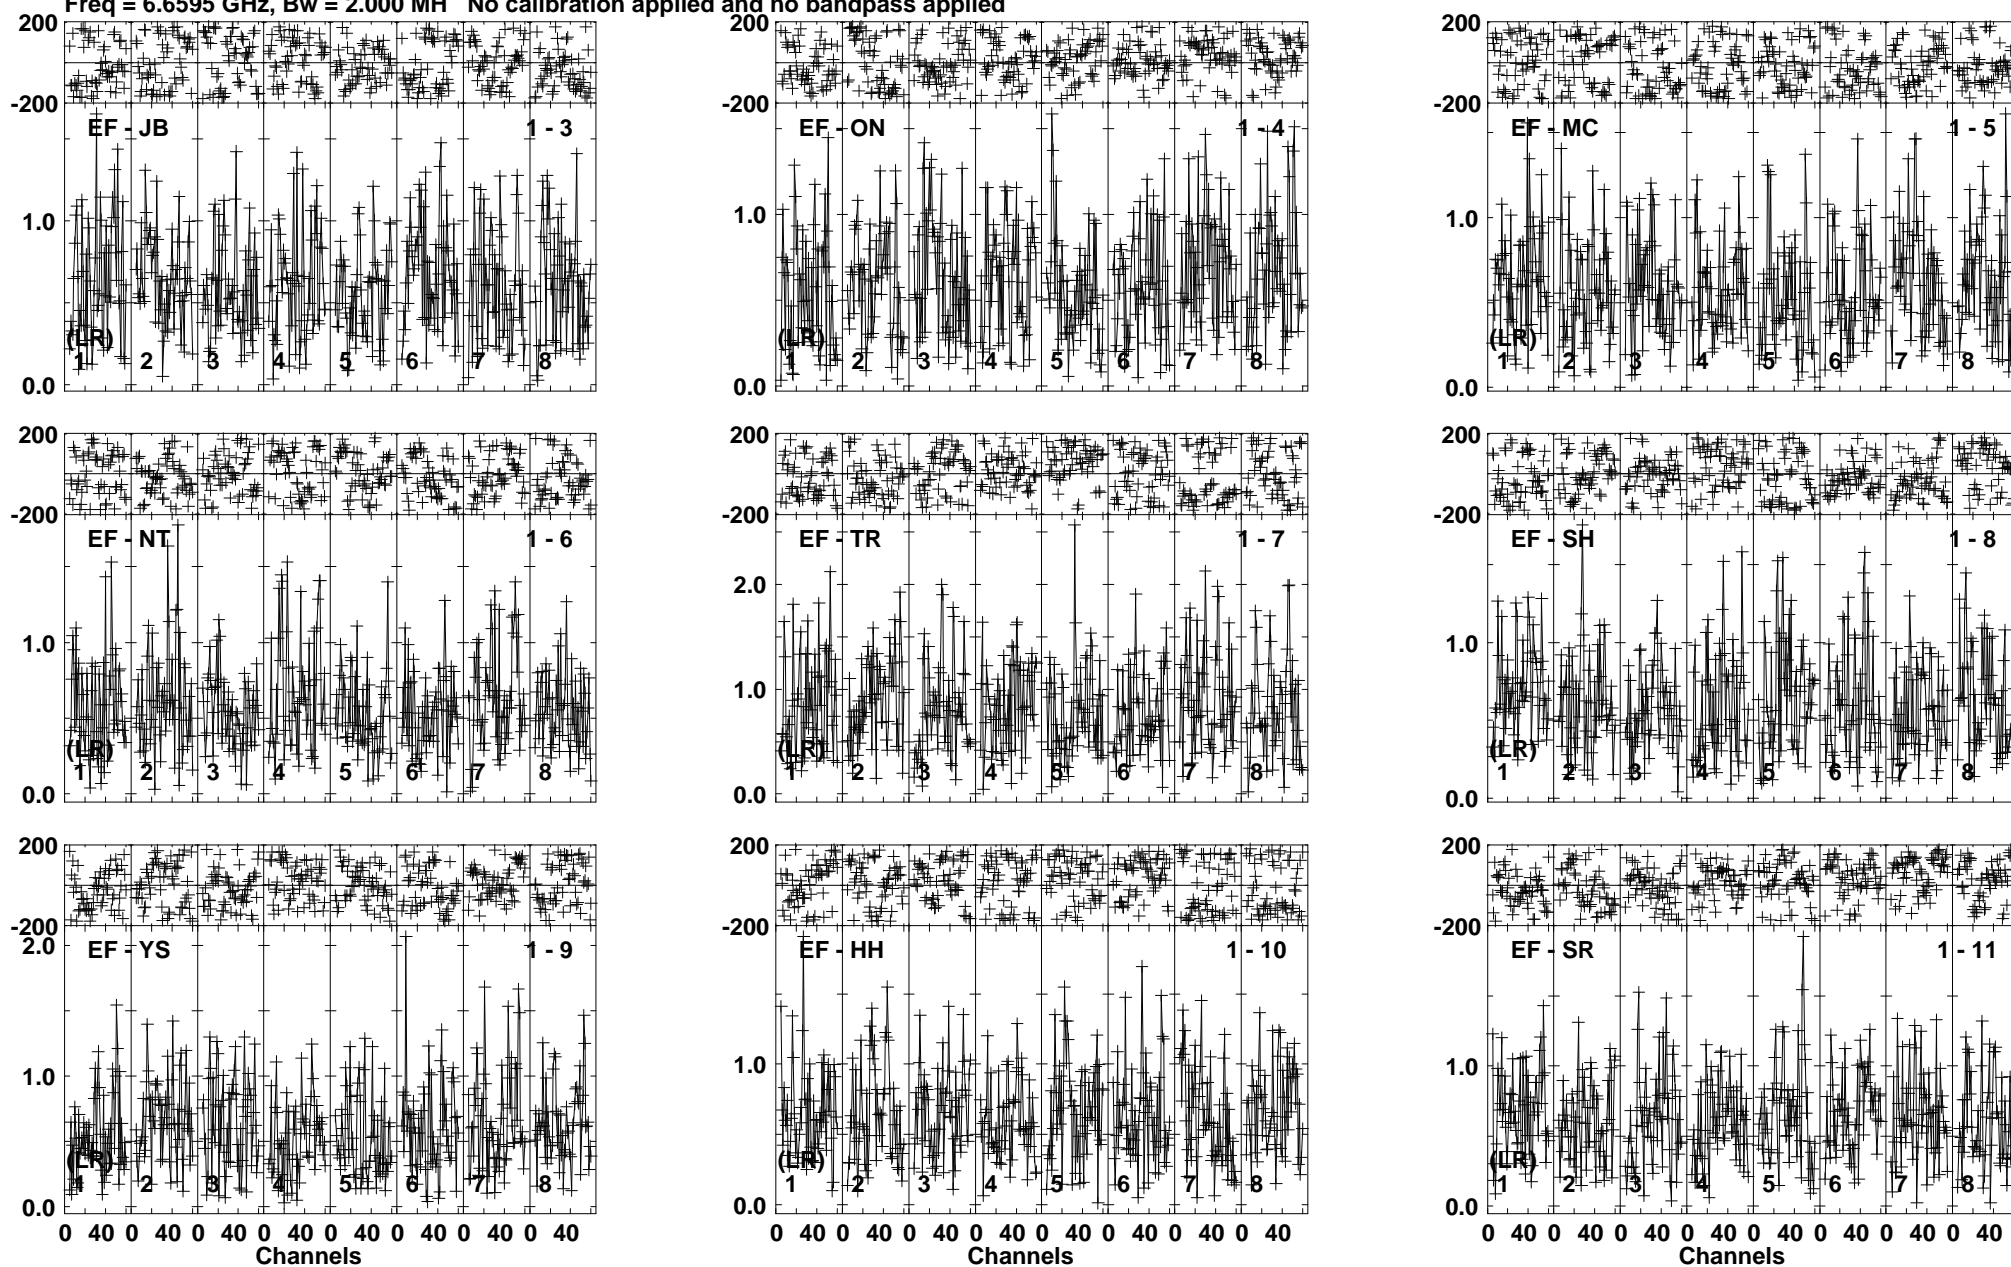 Freq = 6.6595 GHz, Bw = 2.000 MH No calibration applied and no bandpass applied
200 200 200
-200 -200 -200
EF - JB 1 - 3 EF - ON 1 - 4 EF - MC 1 - 5
1.0 1.0 1.0
(LR) (LR) (LR)
1 2 3 4 5 6 7 8 1 2 3 4 5 6 7 8 1 2 3 4 5 6 7 8
0.0 0.0 0.0
200 200 200
-200 -200 -200
EF - NT 1 - 6 EF - TR 1 - 7 EF - SH 1 - 8
2.0
1.0 1.0 1.0
(LR) (LR) (LR)
1 2 3 4 5 6 7 8 1 2 3 4 5 6 7 8 1 2 3 4 5 6 7 8
0.0 0.0 0.0
200 200 200
-200 -200 -200
2.0 EF - YS 1 - 9 EF - HH 1 - 10 EF - SR 1 - 11
1.0 1.0 1.0
(LR) (LR) (LR)
1 2 3 4 5 6 7 8 1 2 3 4 5 6 7 8 1 2 3 4 5 6 7 8
0.0 0.0 0.0
0 40 0 40 0 40 0 40 0 40 0 40 0 40 0 40 0 40 0 40 0 40 0 40 0 40 0 40 0 40 0 40 0 40 0 40 0 40 0 40 0 40 0 40 0 40 0 40
Channels Channels Channels